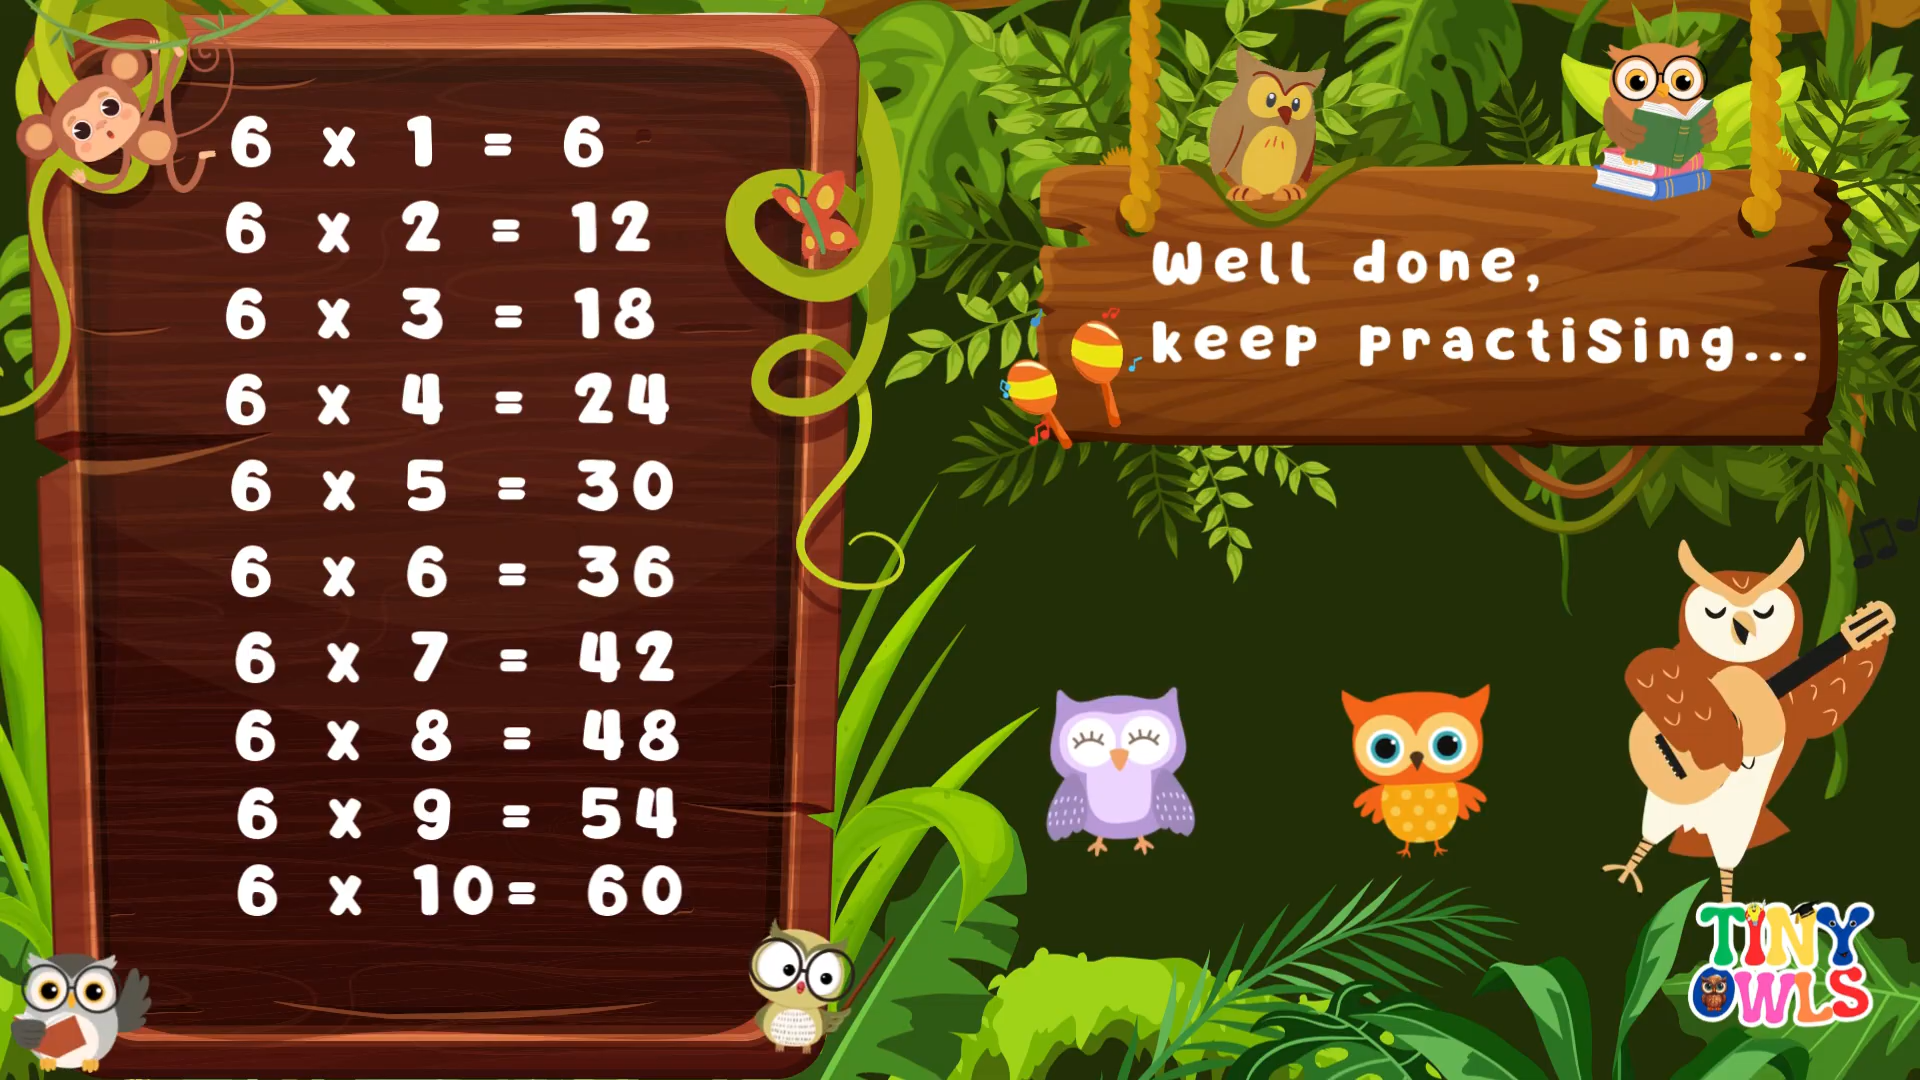 6 x 1 = 6
6 x 2 = 12
6 x 3 = 18
6 x 4 = 24
6 x 5 = 30
6 x 6 = 36
6 x 7 = 42
6 x 8 = 48
6 x 9 = 54
6 x 10 = 60
Well done,
keep practiSing...
TINY
OWLS